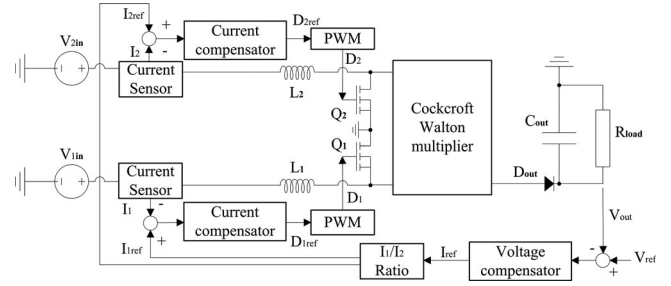 I2ref
+
-
I2
Current
compensator
D2ref
PWM
D2
V2in
- +
Current
Sensor
L2
Q2
Cockcroft
Walton
multiplier
Cout
Rload
Q1
L1
V1in
- +
Current
Sensor
Dout
D1
I1
-
+
I1ref
Current
compensator
D1ref
PWM
Vout
I1/I2
Ratio
Iref
Voltage
compensator
-
+
Vref